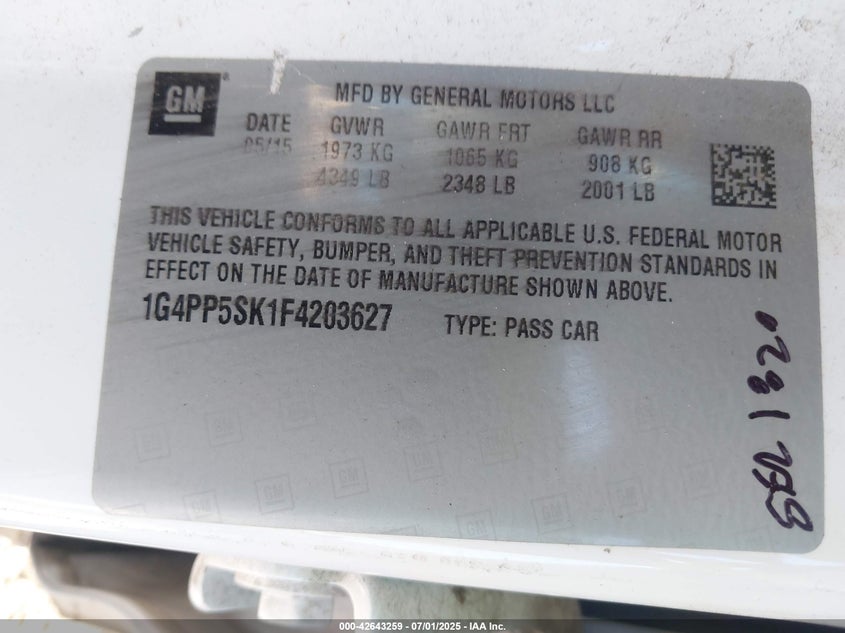 GM
MFD BY GENERAL MOTORS LLC
DATE GVWR GAWR FRT GAWR RR
05/15 1973 KG 1065 KG 908 KG
4349 LB 2348 LB 2001 LB
THIS VEHICLE CONFORMS TO ALL APPLICABLE U.S. FEDERAL MOTOR
VEHICLE SAFETY, BUMPER, AND THEFT PREVENTION STANDARDS IN
EFFECT ON THE DATE OF MANUFACTURE SHOWN ABOVE.
1G4PP5SK1F4203627 TYPE: PASS CAR
000-42643259 - 07/01/2025 - IAA Inc.